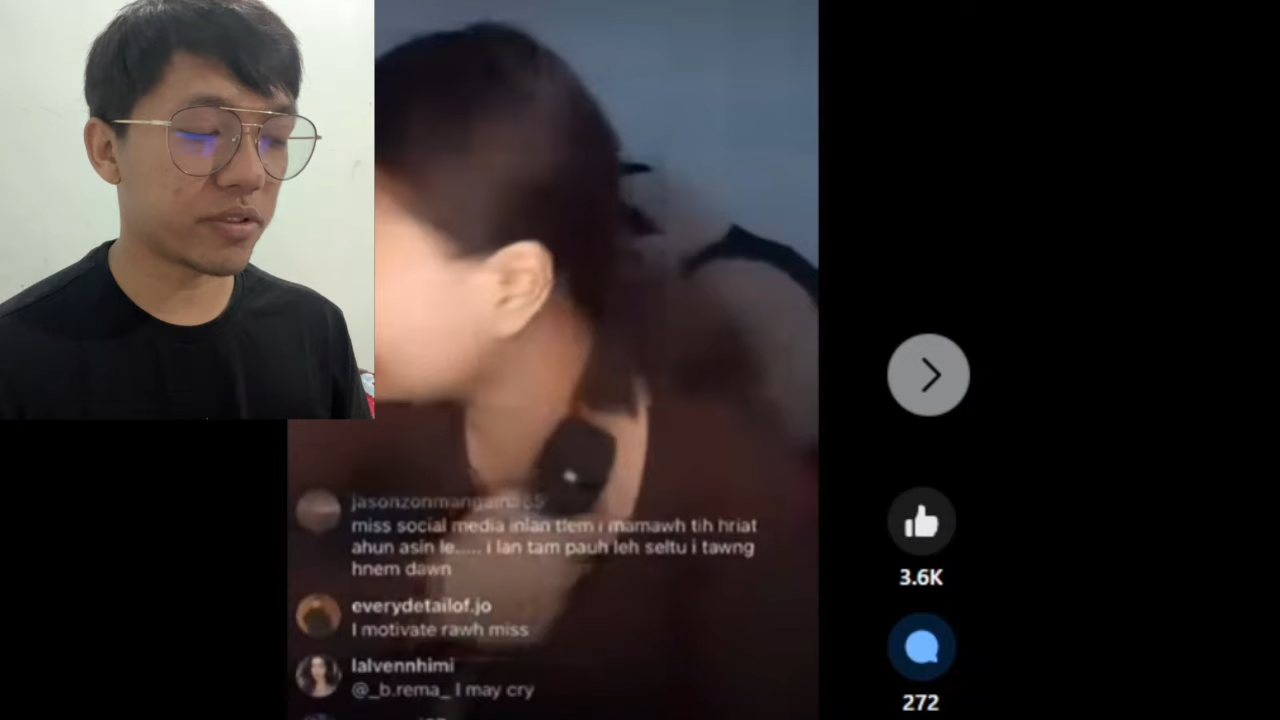 miss social media inlan tlem i mamawh tih hriat
ahun asin le..... i lan tam pauh leh seltu i tawng
hnem dawn
everydetailof.jo
I motivate rawh miss
lalvennhimi
@_b.rema_ I may cry
3.6K
272